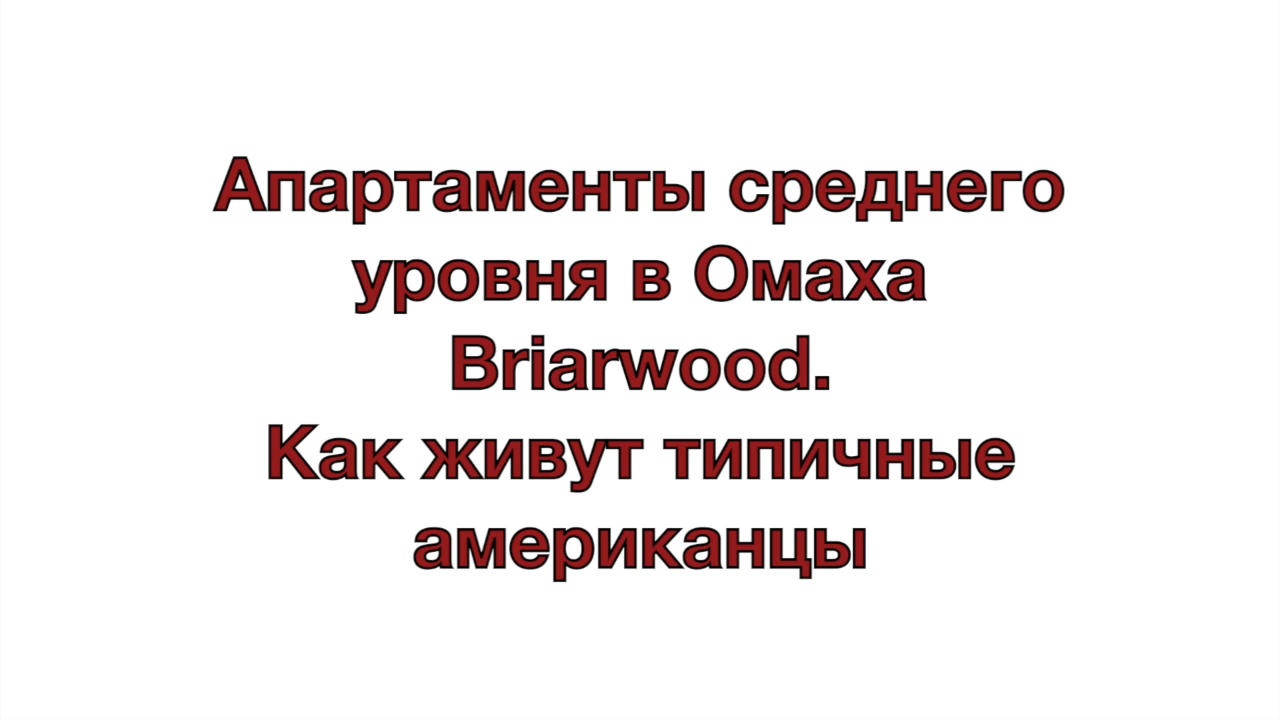 Апартаменты среднего
уровня в Омаха
Briarwood.
Как живут типичные
американцы